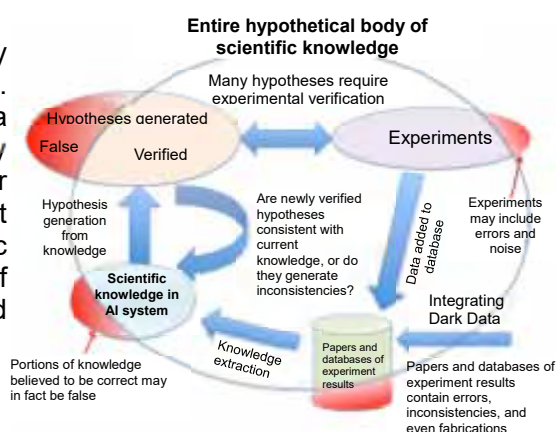 Entire hypothetical body of
scientific knowledge
Many hypotheses require
experimental verification
Hypotheses generated
False
Verified
Experiments
Hypothesis
generation
from
knowledge
Are newly verified
hypotheses
consistent with
current
knowledge, or do
they generate
inconsistencies?
Data added to
database
Experiments
may include
errors and
noise
Scientific
knowledge in
AI system
Integrating
Dark Data
Knowledge
extraction
Papers and
databases of
experiment
results
Portions of knowledge
believed to be correct may
in fact be false
Papers and databases of
experiment results
contain errors,
inconsistencies, and
even fabrications